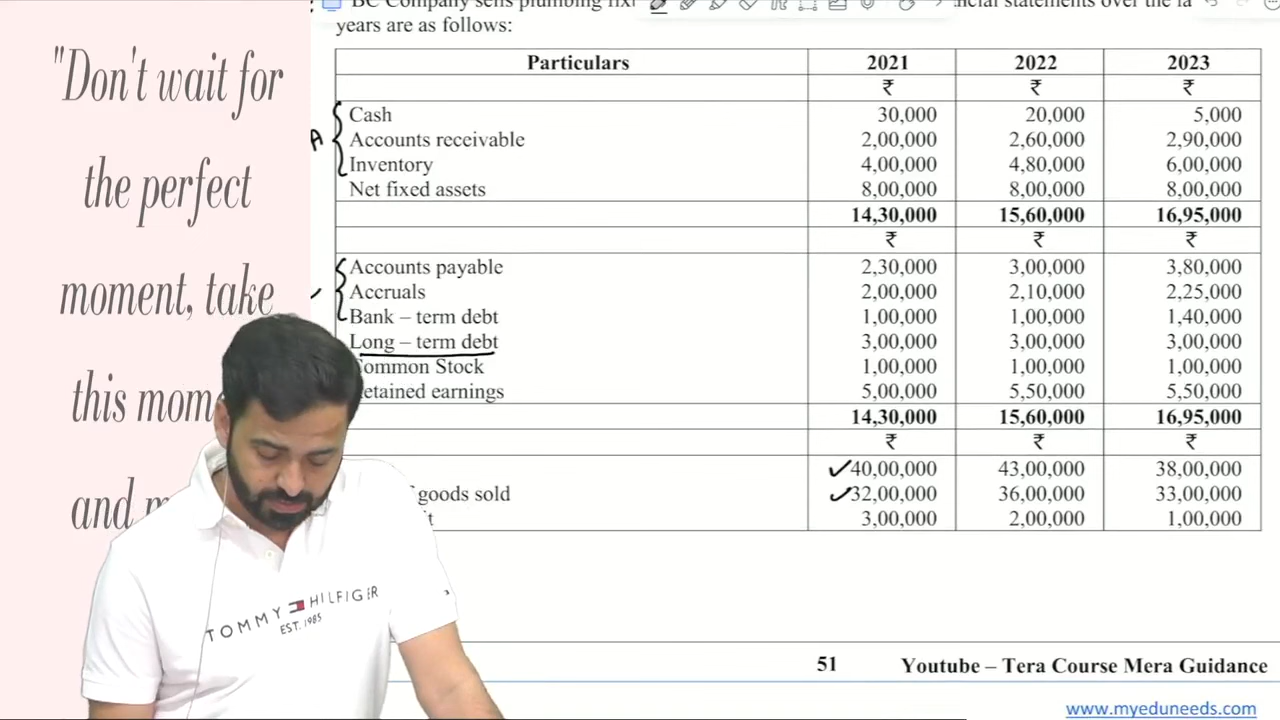 "Don't wait for
the perfect
moment, take
this mom
and m
BC Company sells plumbing fix ncial statements over the la
years are as follows:
Particulars 2021 2022 2023
₹ ₹ ₹
Cash 30,000 20,000 5,000
A Accounts receivable 2,00,000 2,60,000 2,90,000
Inventory 4,00,000 4,80,000 6,00,000
Net fixed assets 8,00,000 8,00,000 8,00,000
14,30,000 15,60,000 16,95,000
₹ ₹ ₹
Accounts payable 2,30,000 3,00,000 3,80,000
Accruals 2,00,000 2,10,000 2,25,000
Bank – term debt 1,00,000 1,00,000 1,40,000
Long – term debt 3,00,000 3,00,000 3,00,000
ommon Stock 1,00,000 1,00,000 1,00,000
etained earnings 5,00,000 5,50,000 5,50,000
14,30,000 15,60,000 16,95,000
₹ ₹ ₹
40,00,000 43,00,000 38,00,000
goods sold 32,00,000 36,00,000 33,00,000
t 3,00,000 2,00,000 1,00,000
TOMMY HILFIGER
EST. 1985
51 Youtube – Tera Course Mera Guidance
www.myeduneeds.com